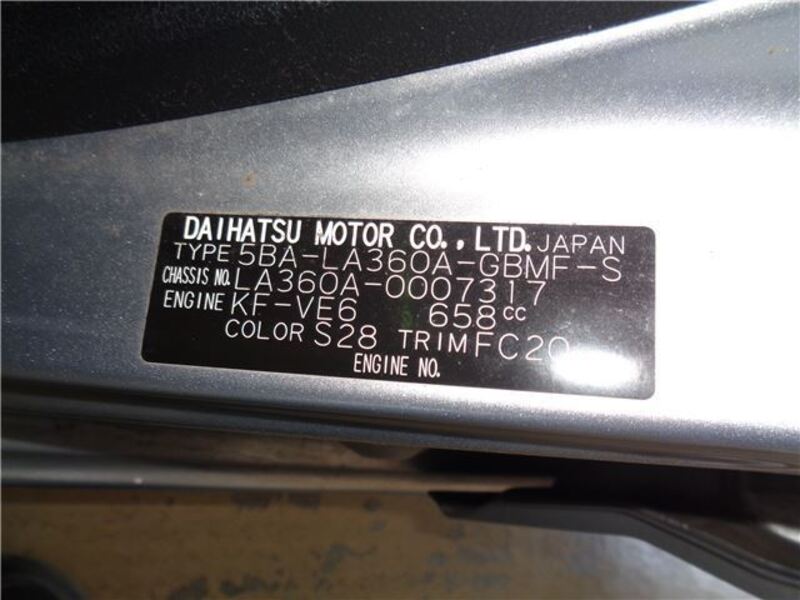 DAIHATSU MOTOR CO., LTD. JAPAN
TYPE 5BA-LA360A-GBMF-S
CHASSIS NO. LA360A-0007317
ENGINE KF-VE6 658cc
COLOR S28 TRIM FC20
ENGINE NO.